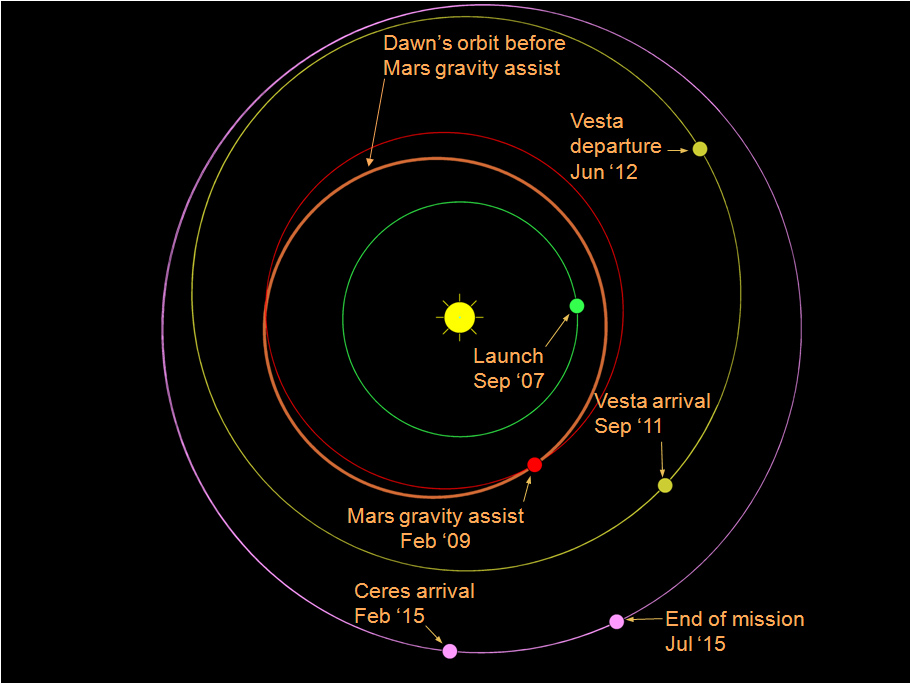 Dawn’s orbit before
Mars gravity assist
Vesta
departure
Jun ‘12
Launch
Sep ‘07
Vesta arrival
Sep ‘11
Mars gravity assist
Feb ‘09
Ceres arrival
Feb ‘15
End of mission
Jul ‘15